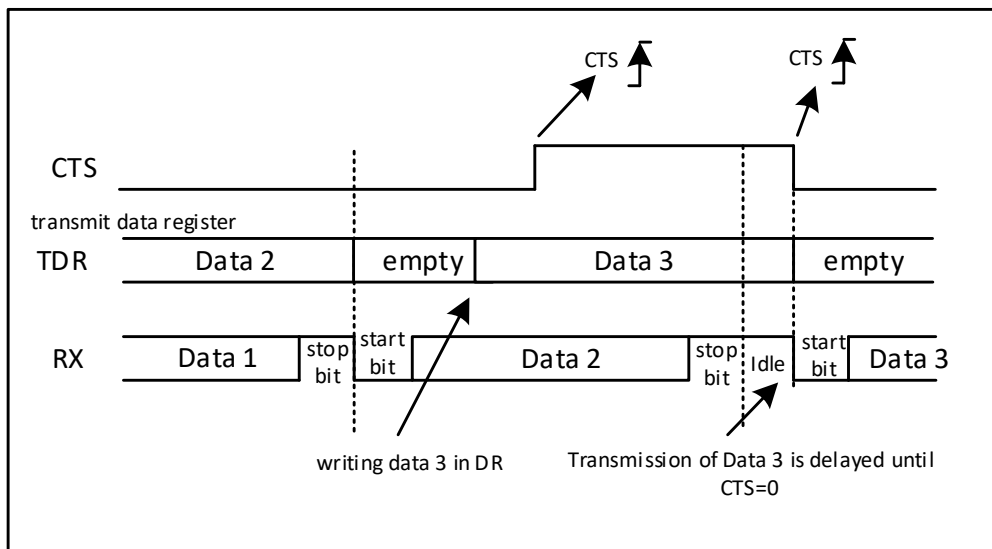 CTS
CTS
CTS
transmit data register
TDR
Data 2
empty
Data 3
empty
RX
Data 1
stop
bit
start
bit
Data 2
stop
bit
Idle
start
bit
Data 3
writing data 3 in DR
Transmission of Data 3 is delayed until
CTS=0